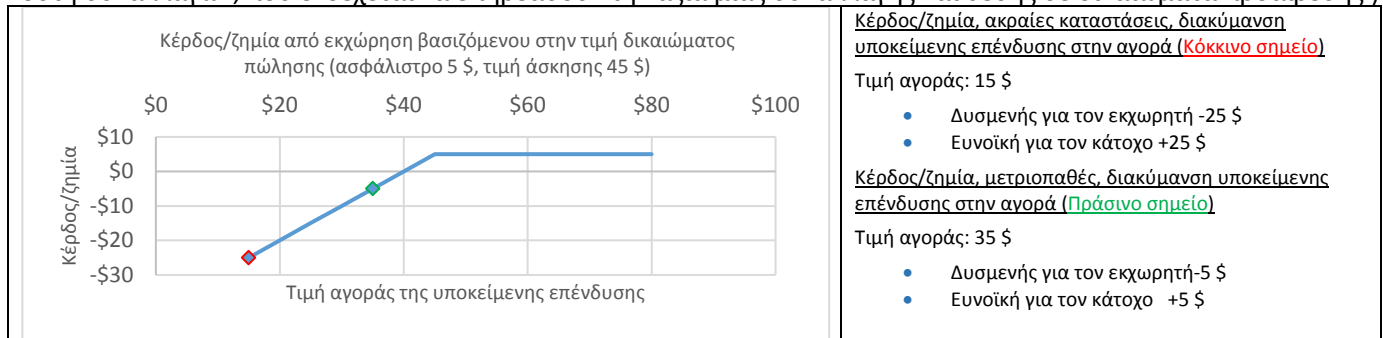 Κέρδος/ζημία από εκχώρηση βασιζόμενου στην τιμή δικαιώματος
πώλησης (ασφάλιστρο 5 $, τιμή άσκησης 45 $)
$0 $20 $40 $60 $80 $100
$10
$0
-$10
-$20
-$30
Κέρδος/ζημία
Τιμή αγοράς της υποκείμενης επένδυσης
Κέρδος/ζημία, ακραίες καταστάσεις, διακύμανση
υποκείμενης επένδυσης στην αγορά (Κόκκινο σημείο)
Τιμή αγοράς: 15 $
• Δυσμενής για τον εκχωρητή -25 $
• Ευνοϊκή για τον κάτοχο +25 $
Κέρδος/ζημία, μετριοπαθές, διακύμανση υποκείμενης
επένδυσης στην αγορά (Πράσινο σημείο)
Τιμή αγοράς: 35 $
• Δυσμενής για τον εκχωρητή-5 $
• Ευνοϊκή για τον κάτοχο +5 $